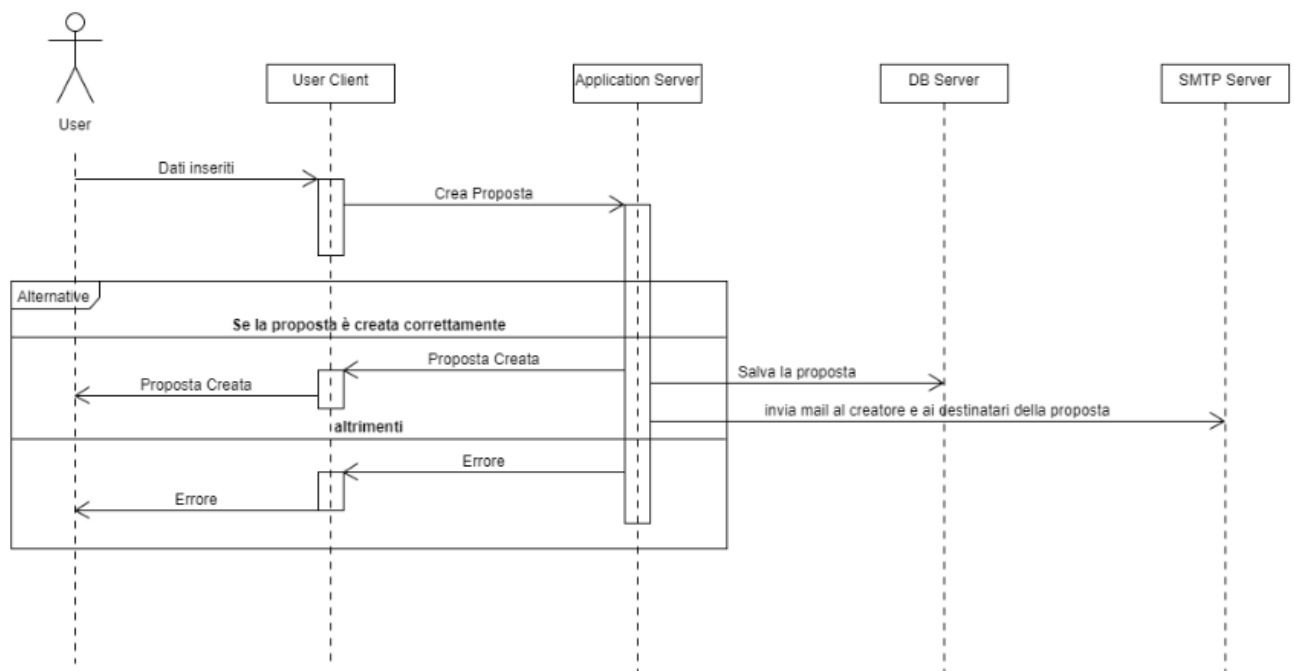 User Client
Application Server
DB Server
SMTP Server
User
Dati inseriti
Crea Proposta
Alternative
Se la proposta è creata correttamente
Proposta Creata
Salva la proposta
Proposta Creata
invia mail al creatore e ai destinatari della proposta
altrimenti
Errore
Errore